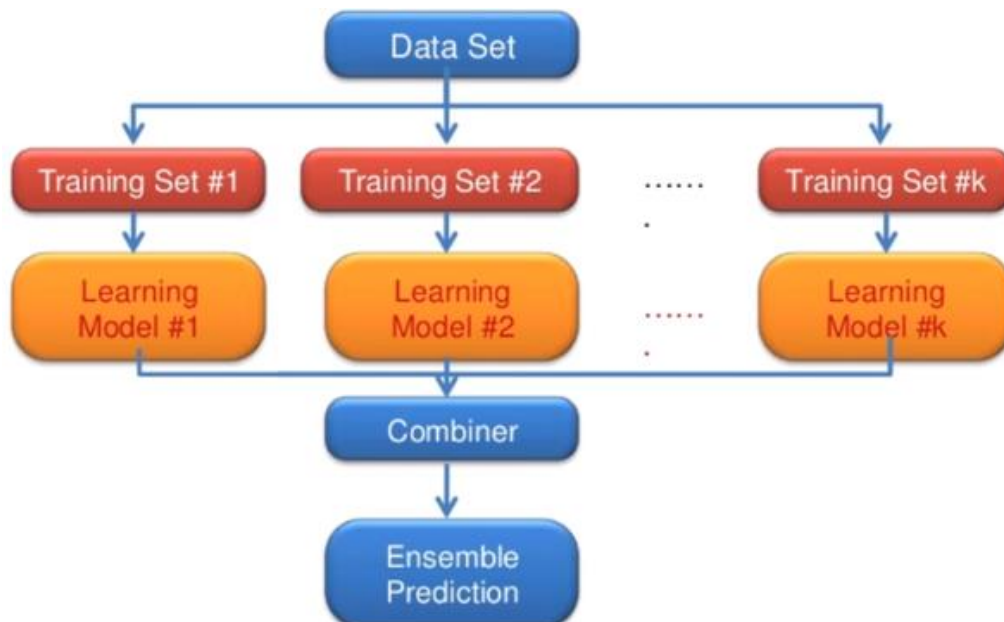 Data Set
Training Set #1
Training Set #2
.......
Training Set #k
Learning
Model #1
Learning
Model #2
.......
Learning
Model #k
Combiner
Ensemble
Prediction